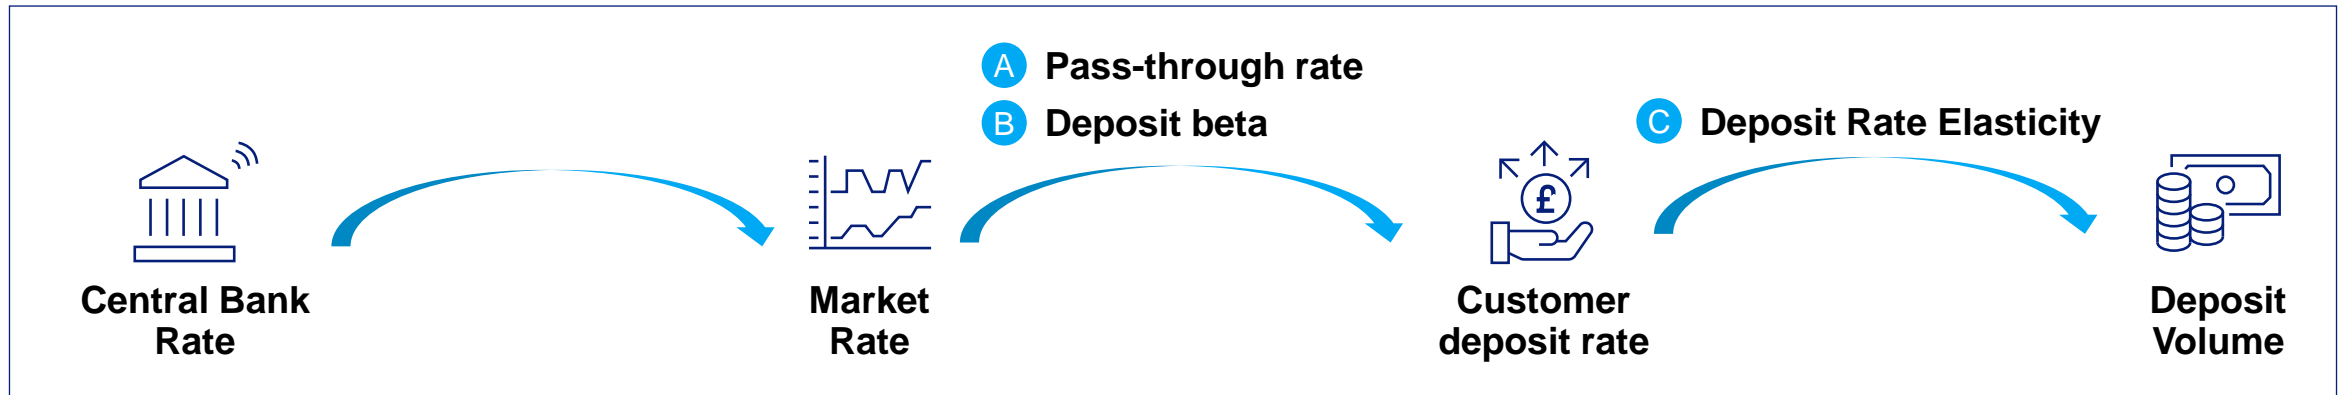 A Pass-through rate
B Deposit beta
C Deposit Rate Elasticity
£
Central Bank
Rate
Market
Rate
Customer
deposit rate
Deposit
Volume